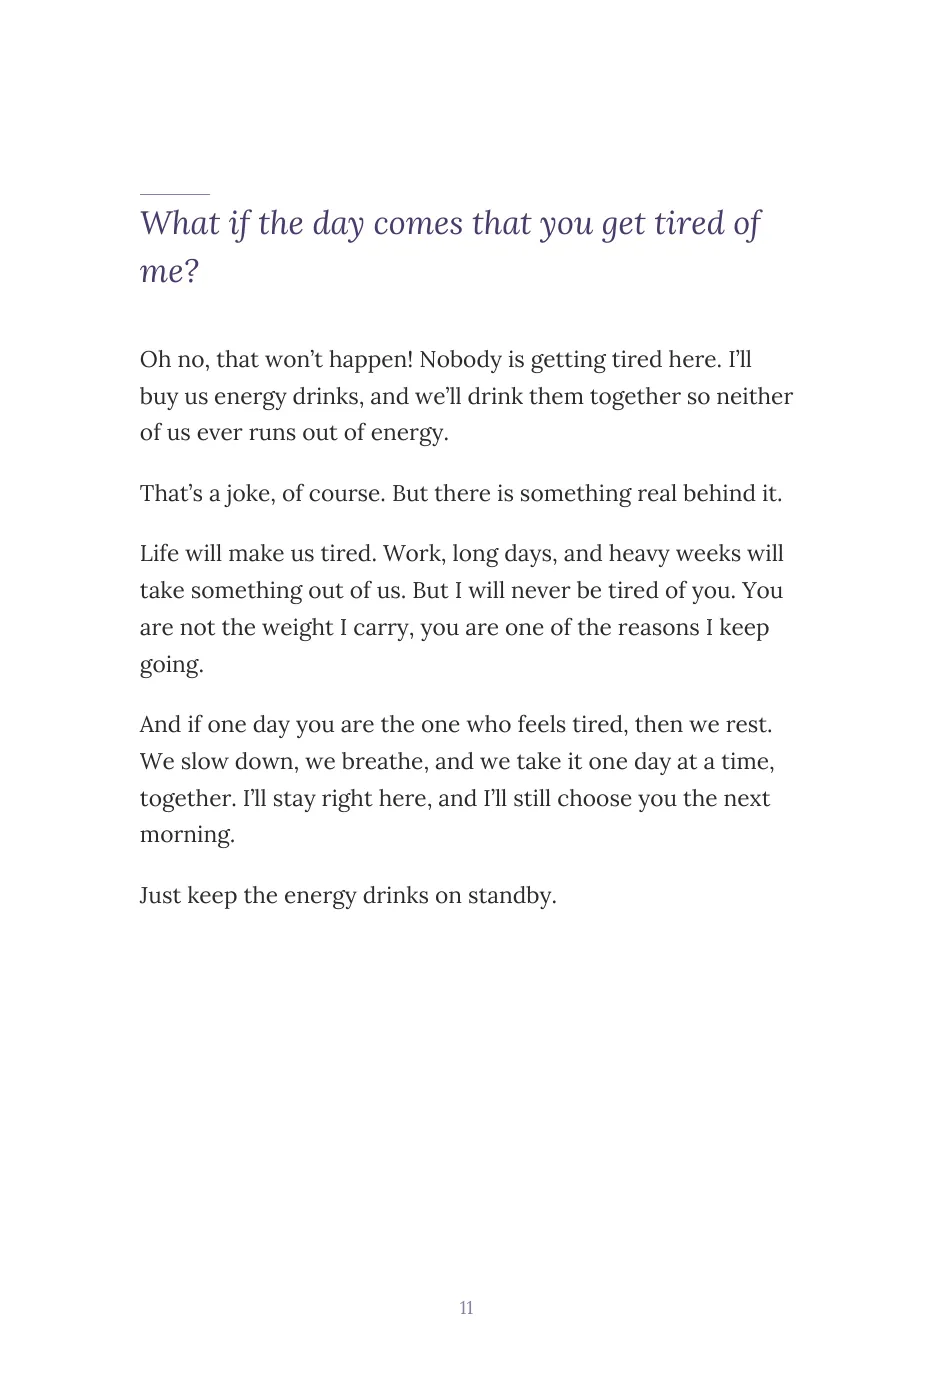 What if the day comes that you get tired of
me?
Oh no, that won’t happen! Nobody is getting tired here. I’ll
buy us energy drinks, and we’ll drink them together so neither
of us ever runs out of energy.
That’s a joke, of course. But there is something real behind it.
Life will make us tired. Work, long days, and heavy weeks will
take something out of us. But I will never be tired of you. You
are not the weight I carry, you are one of the reasons I keep
going.
And if one day you are the one who feels tired, then we rest.
We slow down, we breathe, and we take it one day at a time,
together. I’ll stay right here, and I’ll still choose you the next
morning.
Just keep the energy drinks on standby.
11